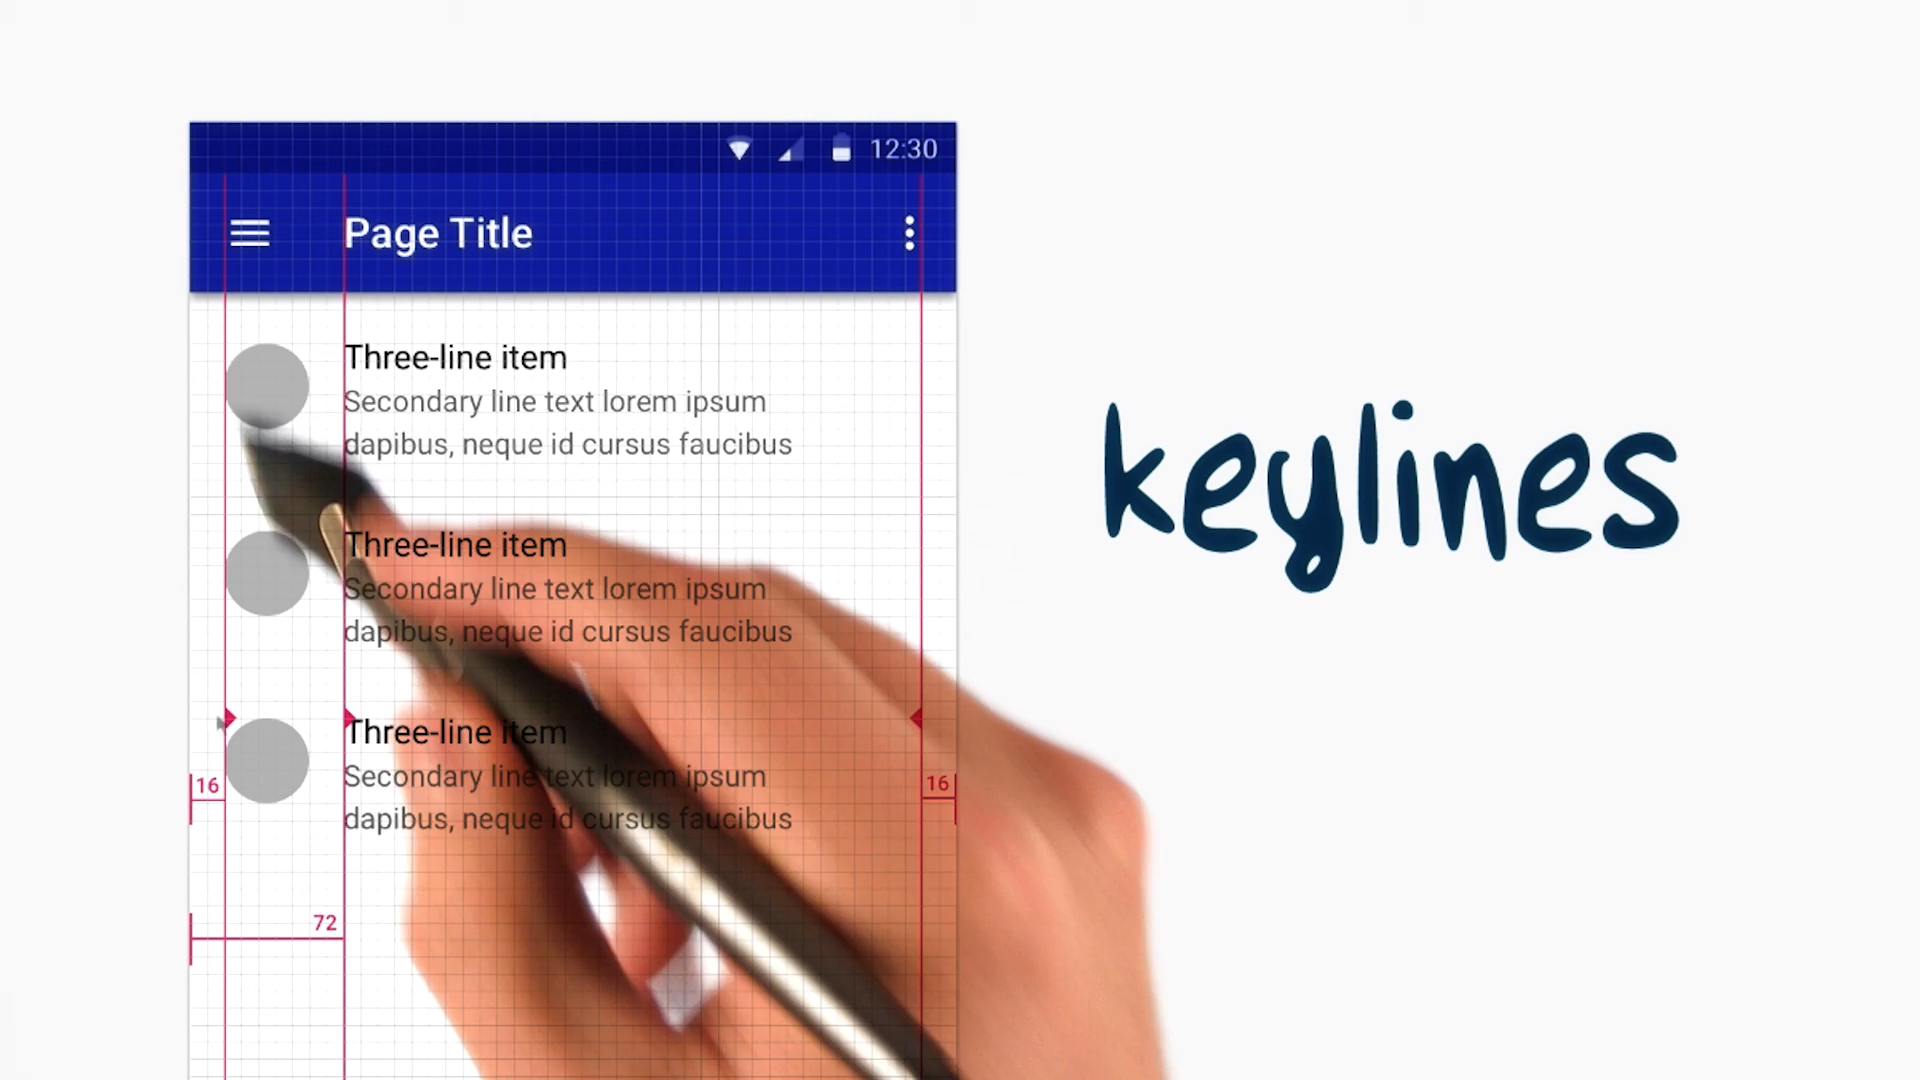 12:30
Page Title
Three-line item
Secondary line text lorem ipsum
dapibus, neque id cursus faucibus
Three-line item
Secondary line text lorem ipsum
dapibus, neque id cursus faucibus
Three-line item
Secondary line text lorem ipsum
dapibus, neque id cursus faucibus
16
16
72
keylines